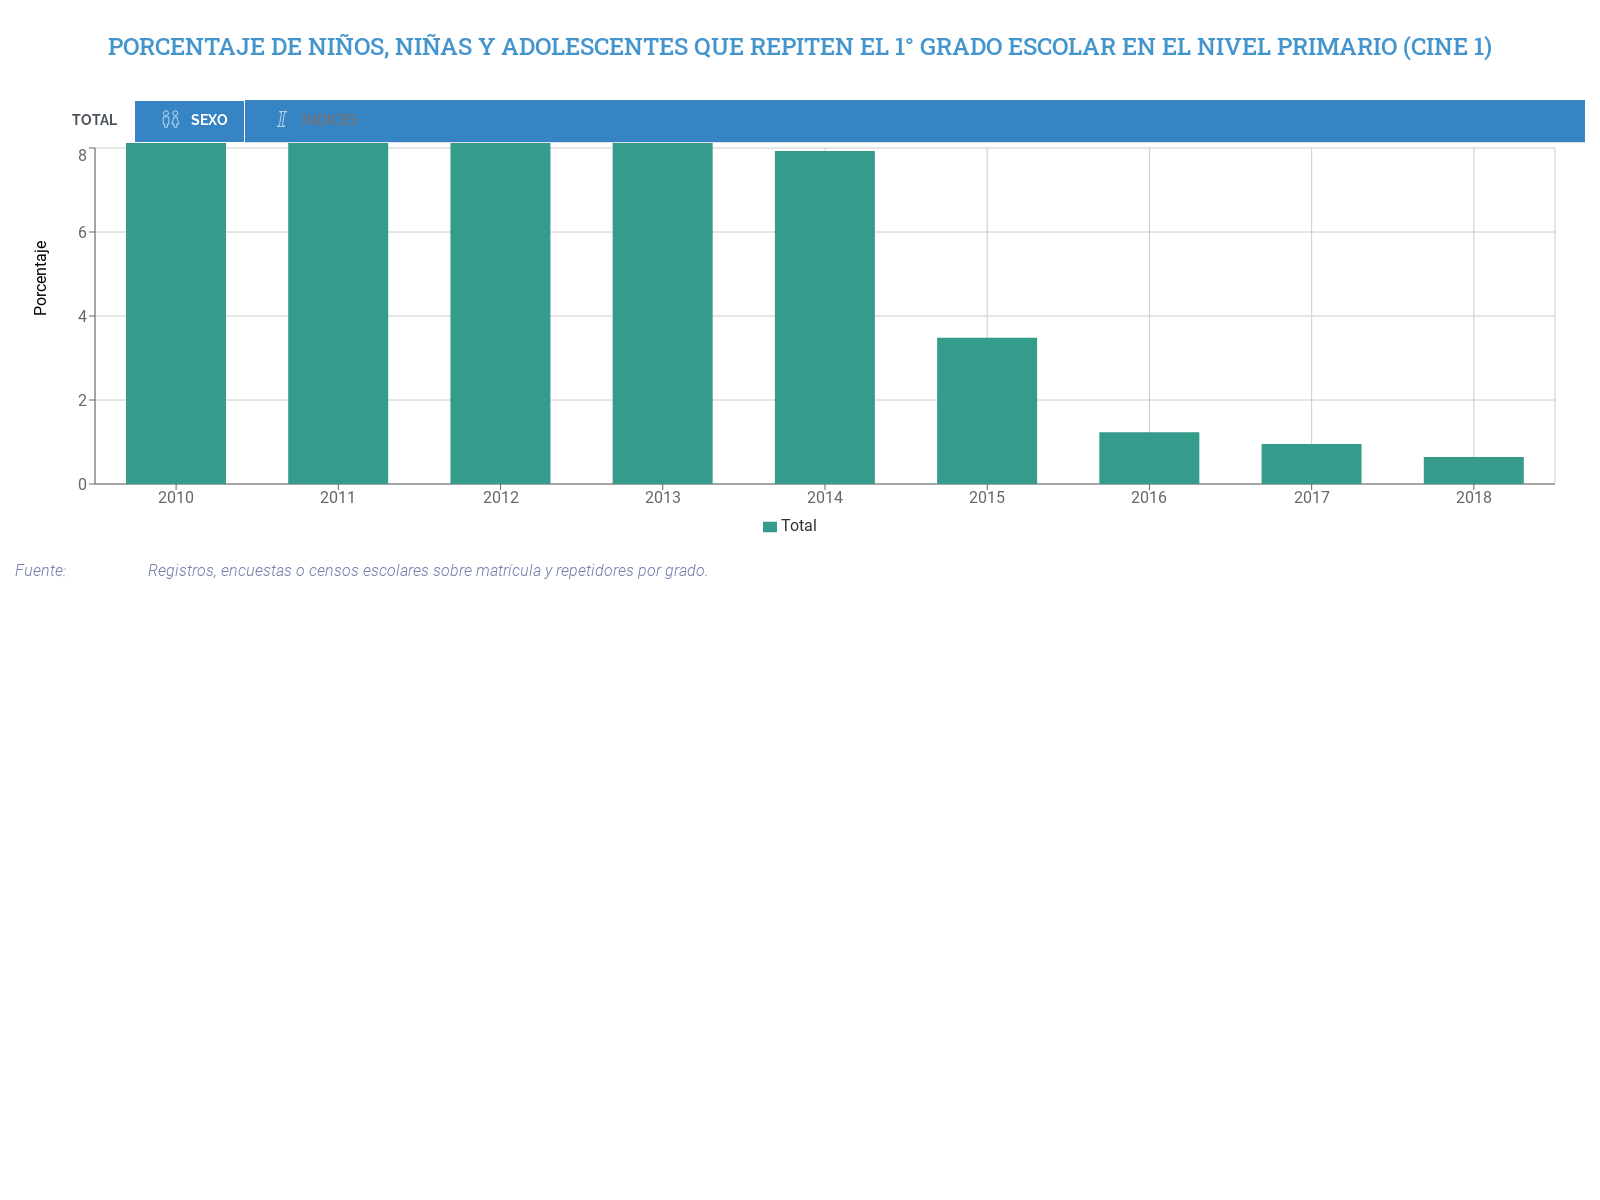 PORCENTAJE DE NIÑOS, NIÑAS Y ADOLESCENTES QUE REPITEN EL 1° GRADO ESCOLAR EN EL NIVEL PRIMARIO (CINE 1)
TOTAL SEXO INDICES
8
6
4
2
0
Porcentaje
2010 2011 2012 2013 2014 2015 2016 2017 2018
Total
Fuente: Registros, encuestas o censos escolares sobre matrícula y repetidores por grado.